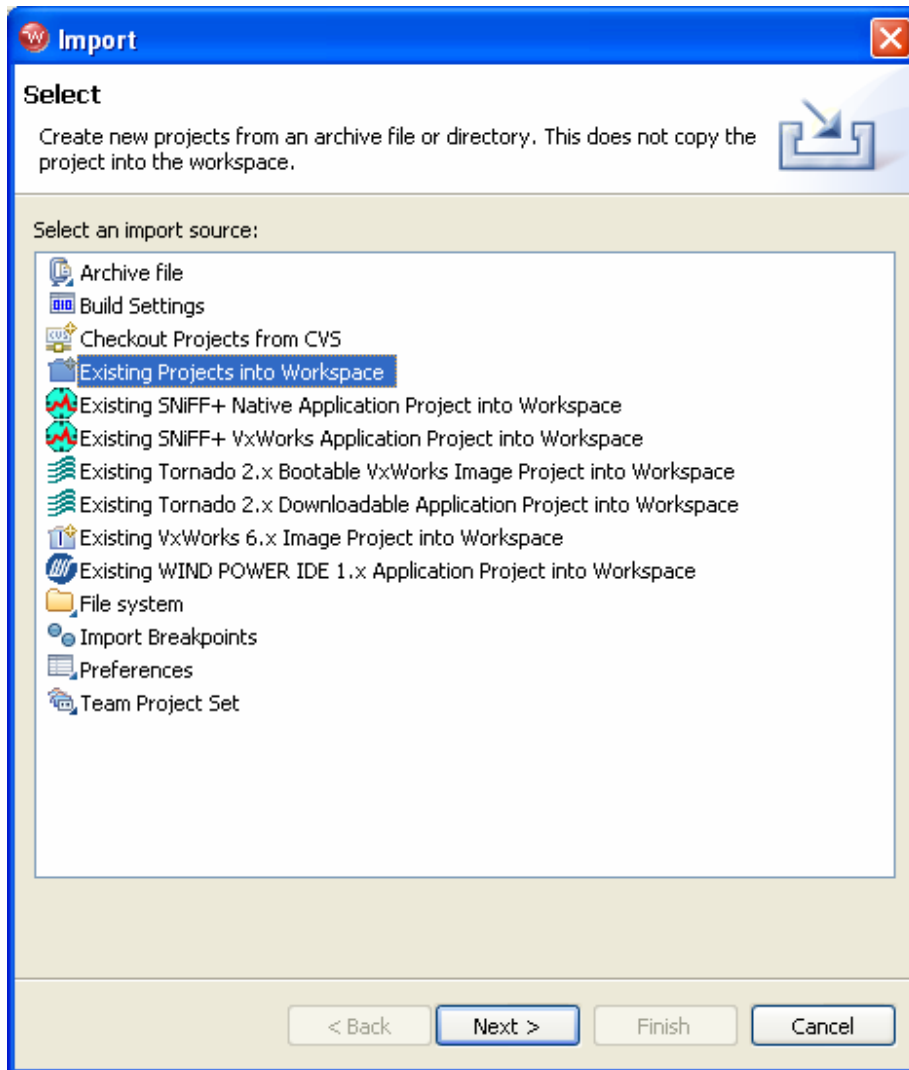 Import
Select
Create new projects from an archive file or directory. This does not copy the
project into the workspace.
Select an import source:
Archive file
Build Settings
Checkout Projects from CVS
Existing Projects into Workspace
Existing SNiFF+ Native Application Project into Workspace
Existing SNiFF+ VxWorks Application Project into Workspace
Existing Tornado 2.x Bootable VxWorks Image Project into Workspace
Existing Tornado 2.x Downloadable Application Project into Workspace
Existing VxWorks 6.x Image Project into Workspace
Existing WIND POWER IDE 1.x Application Project into Workspace
File system
Import Breakpoints
Preferences
Team Project Set
< Back Next > Finish Cancel